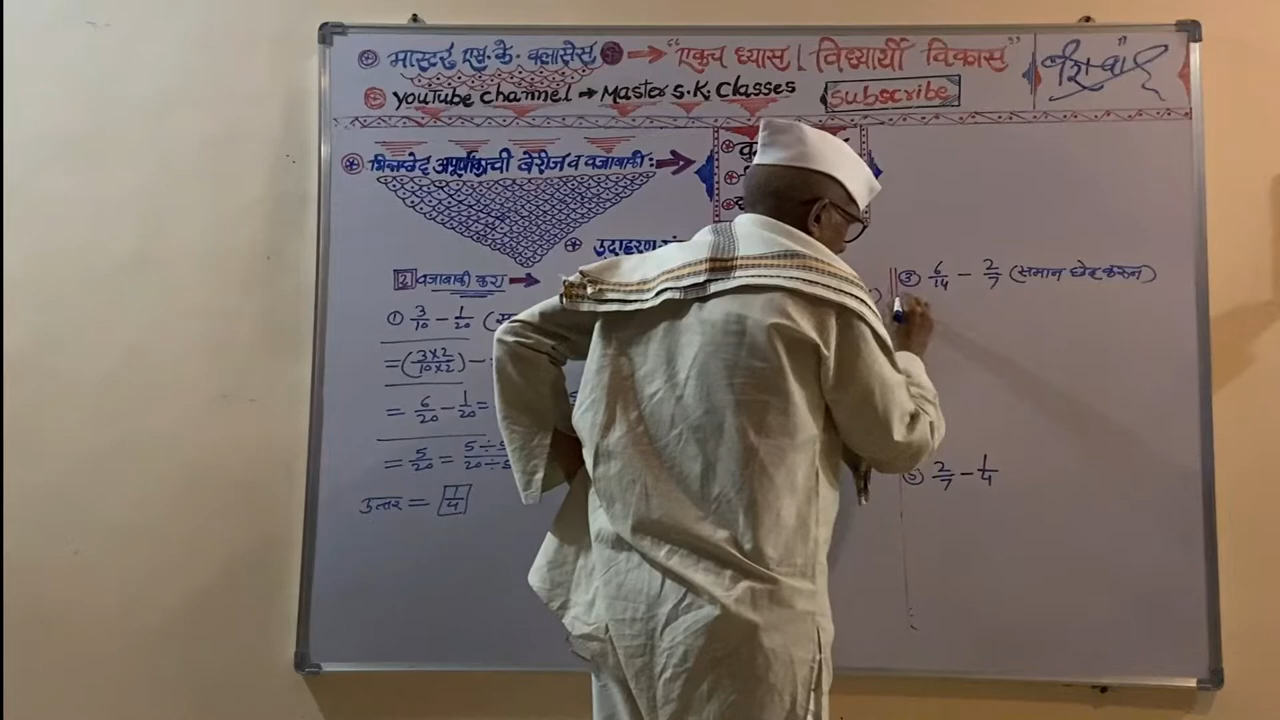 मास्टर एस.के. क्लासेस → "एकच ध्यास | विध्यार्थी विकास"
YouTube channel → Master S.K. Classes subscribe
भिन्नछेद अपूर्णांकाची बेरीज व वजाबाकी : →
उदाहरण
2 वजाबाकी करा →
① 3/10 - 1/20
= (3×2/10×2) -
= 6/20 - 1/20 =
= 5/20 = 5÷5/20÷5
उत्तर = 1/4
③ 6/14 - 2/7 (समान छेद करून)
⑤ 2/7 - 1/4